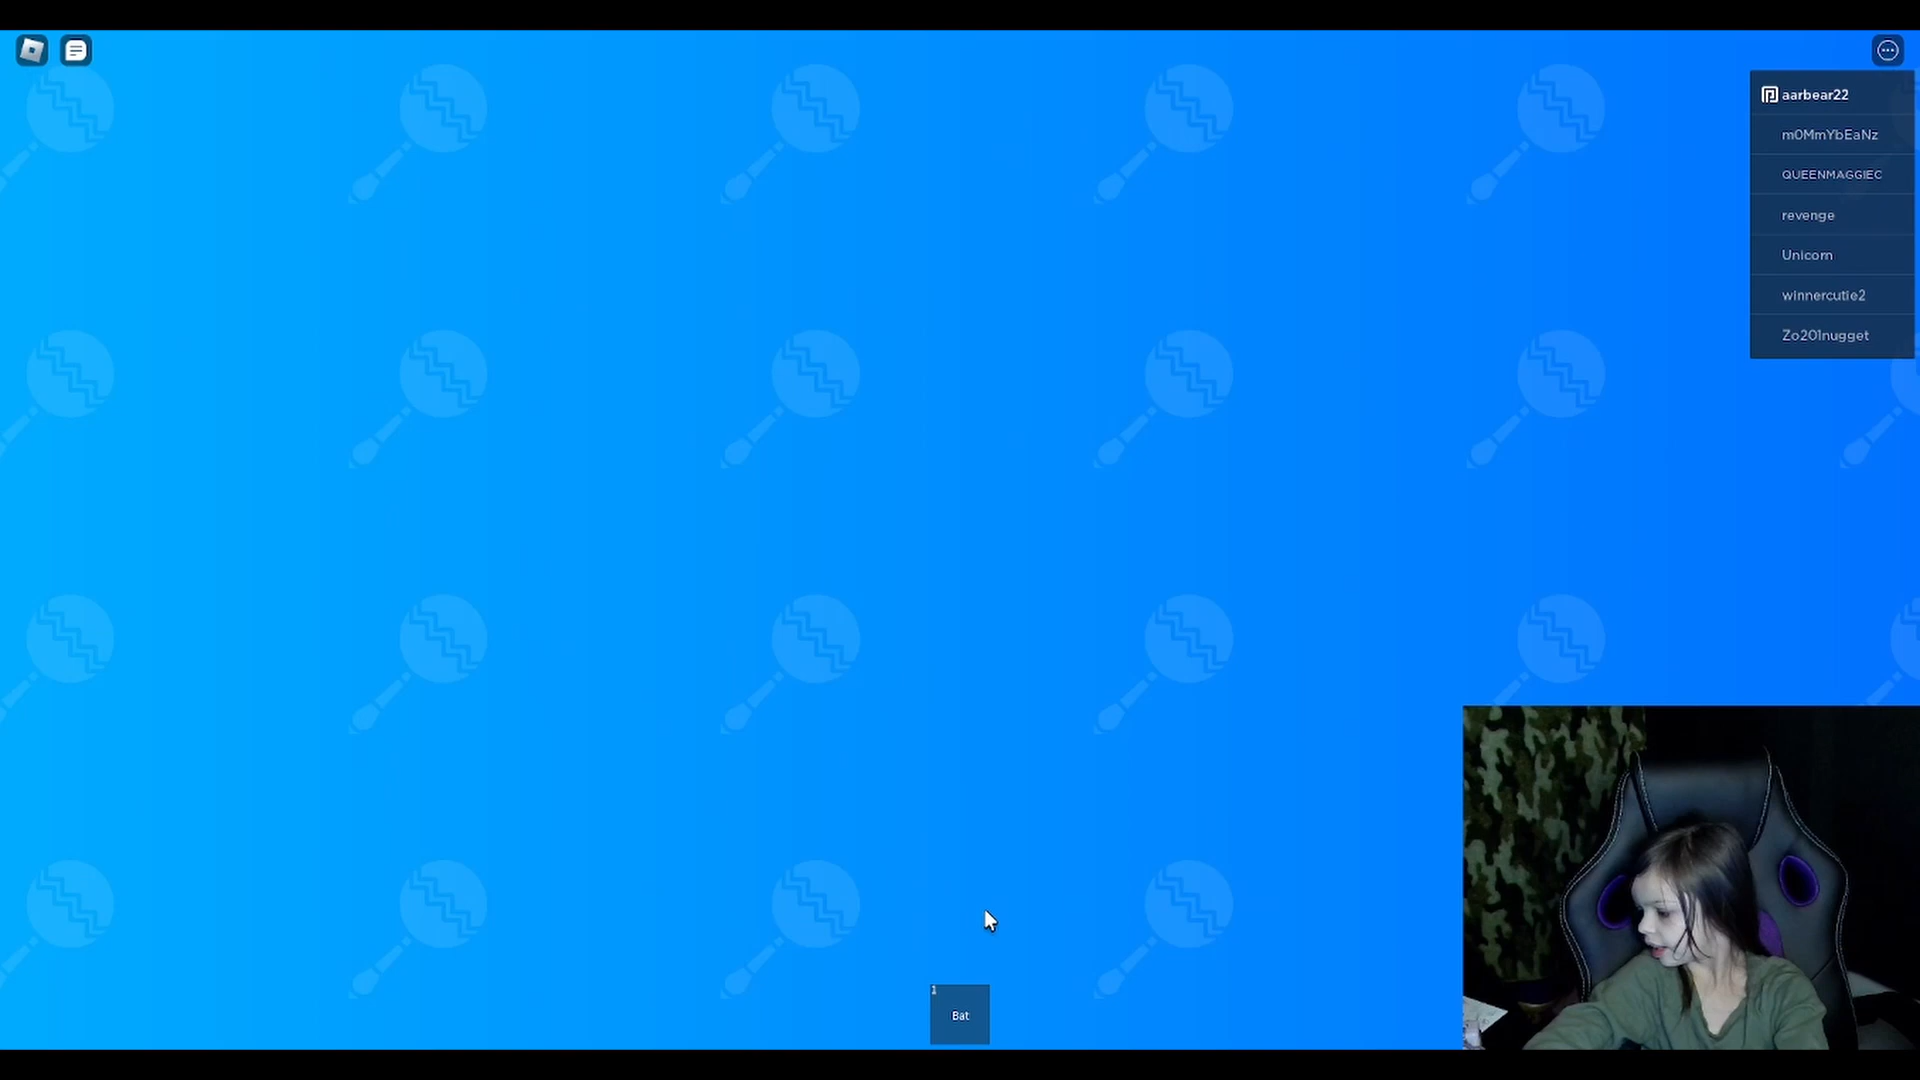 aarbear22
m0MmYbEaNz
QUEENMAGGIEC
revenge
Unicorn
winnercutie2
Zo201nugget
1
Bat